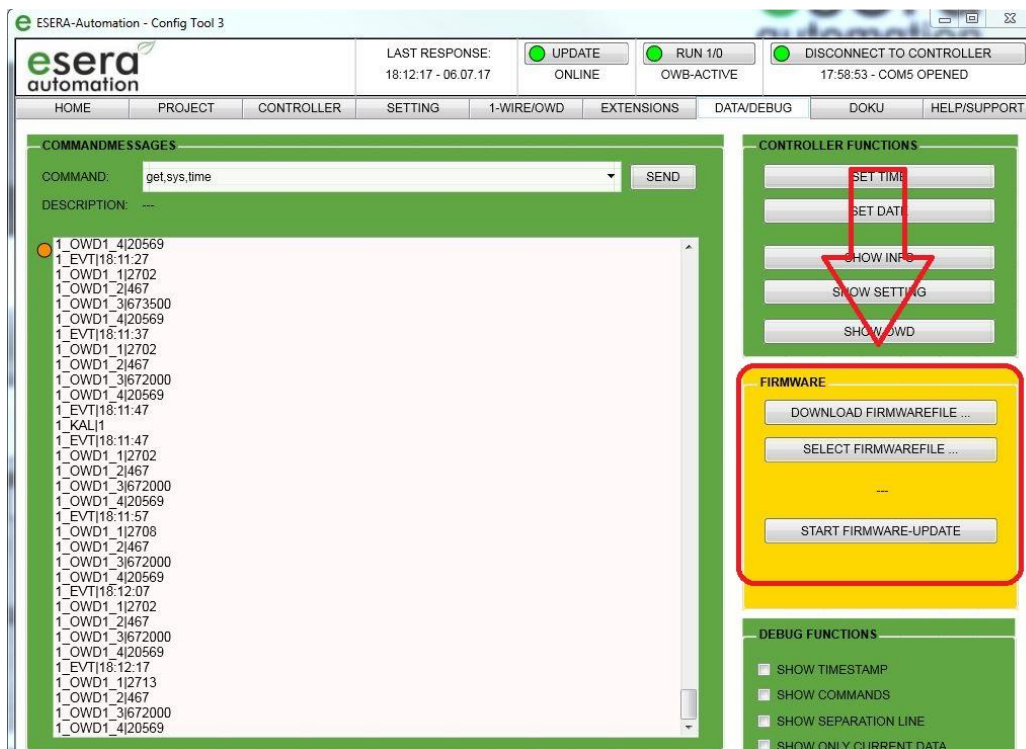 ESERA-Automation - Config Tool 3
esera
automation
LAST RESPONSE:
18:12:17 - 06.07.17
UPDATE
ONLINE
RUN 1/0
OWB-ACTIVE
DISCONNECT TO CONTROLLER
17:58:53 - COM5 OPENED
HOME PROJECT CONTROLLER SETTING 1-WIRE/OWD EXTENSIONS DATA/DEBUG DOKU HELP/SUPPORT
COMMANDMESSAGES
COMMAND: get,sys,time SEND
DESCRIPTION: ---
1_OWD1_4|20569
1_EVT|18:11:27
1_OWD1_1|2702
1_OWD1_2|467
1_OWD1_3|673500
1_OWD1_4|20569
1_EVT|18:11:37
1_OWD1_1|2702
1_OWD1_2|467
1_OWD1_3|672000
1_OWD1_4|20569
1_EVT|18:11:47
1_KAL|1
1_EVT|18:11:47
1_OWD1_1|2702
1_OWD1_2|467
1_OWD1_3|672000
1_OWD1_4|20569
1_EVT|18:11:57
1_OWD1_1|2708
1_OWD1_2|467
1_OWD1_3|672000
1_OWD1_4|20569
1_EVT|18:12:07
1_OWD1_1|2702
1_OWD1_2|467
1_OWD1_3|672000
1_OWD1_4|20569
1_EVT|18:12:17
1_OWD1_1|2713
1_OWD1_2|467
1_OWD1_3|672000
1_OWD1_4|20569
CONTROLLER FUNCTIONS
SET TIME
SET DATE
SHOW INFO
SHOW SETTING
SHOW OWD
FIRMWARE
DOWNLOAD FIRMWAREFILE ...
SELECT FIRMWAREFILE ...
---
START FIRMWARE-UPDATE
DEBUG FUNCTIONS
SHOW TIMESTAMP
SHOW COMMANDS
SHOW SEPARATION LINE
SHOW ONLY CURRENT DATA